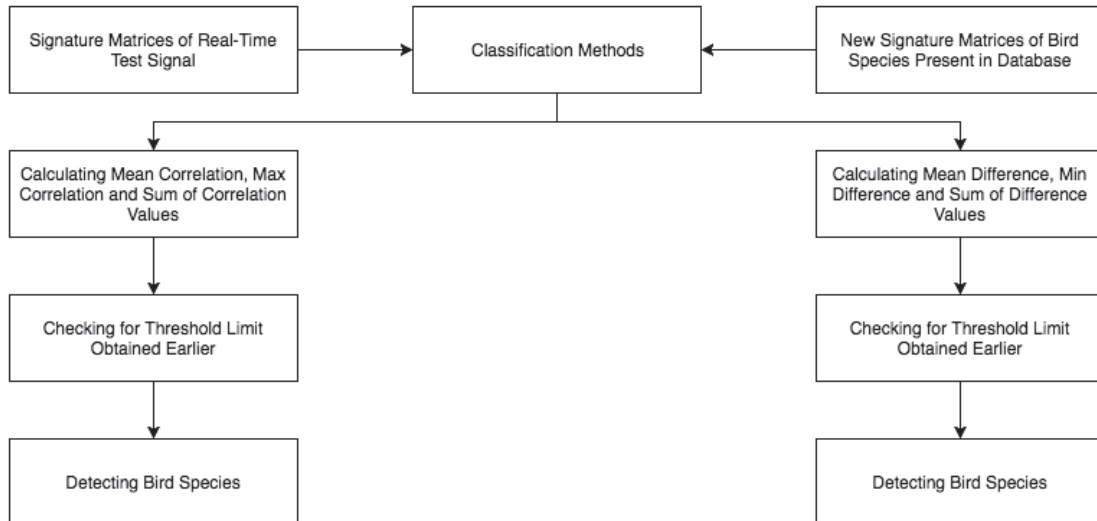 Signature Matrices of Real-Time
Test Signal
Classification Methods
New Signature Matrices of Bird
Species Present in Database
Calculating Mean Correlation, Max
Correlation and Sum of Correlation
Values
Calculating Mean Difference, Min
Difference and Sum of Difference
Values
Checking for Threshold Limit
Obtained Earlier
Checking for Threshold Limit
Obtained Earlier
Detecting Bird Species
Detecting Bird Species